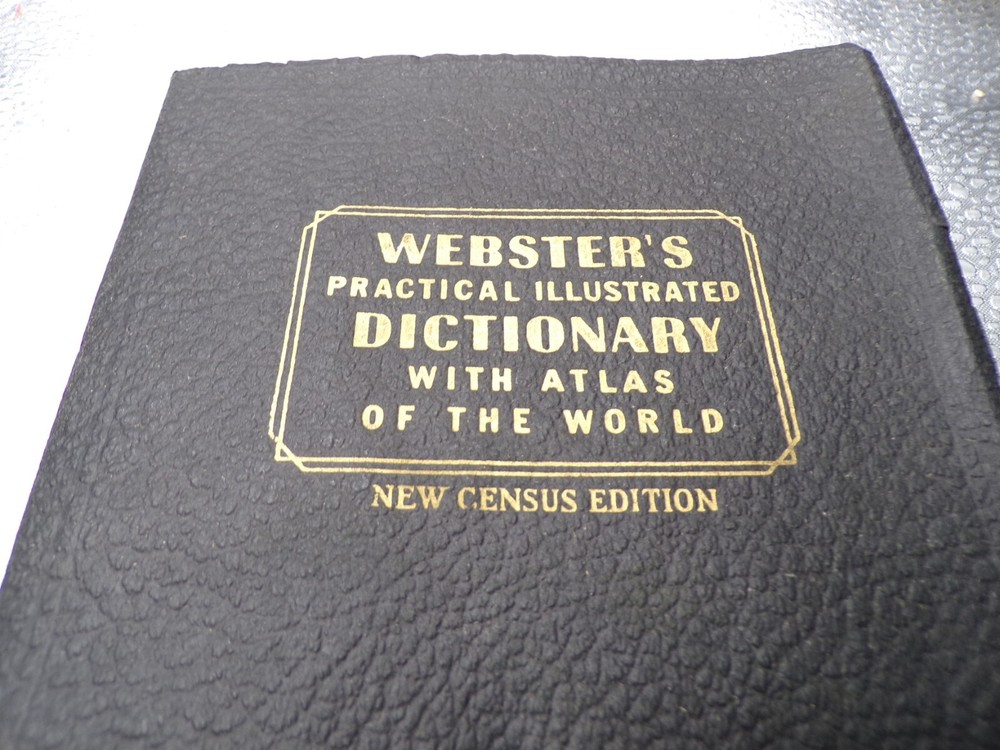 WEBSTER'S
PRACTICAL ILLUSTRATED
DICTIONARY
WITH ATLAS
OF THE WORLD
NEW CENSUS EDITION